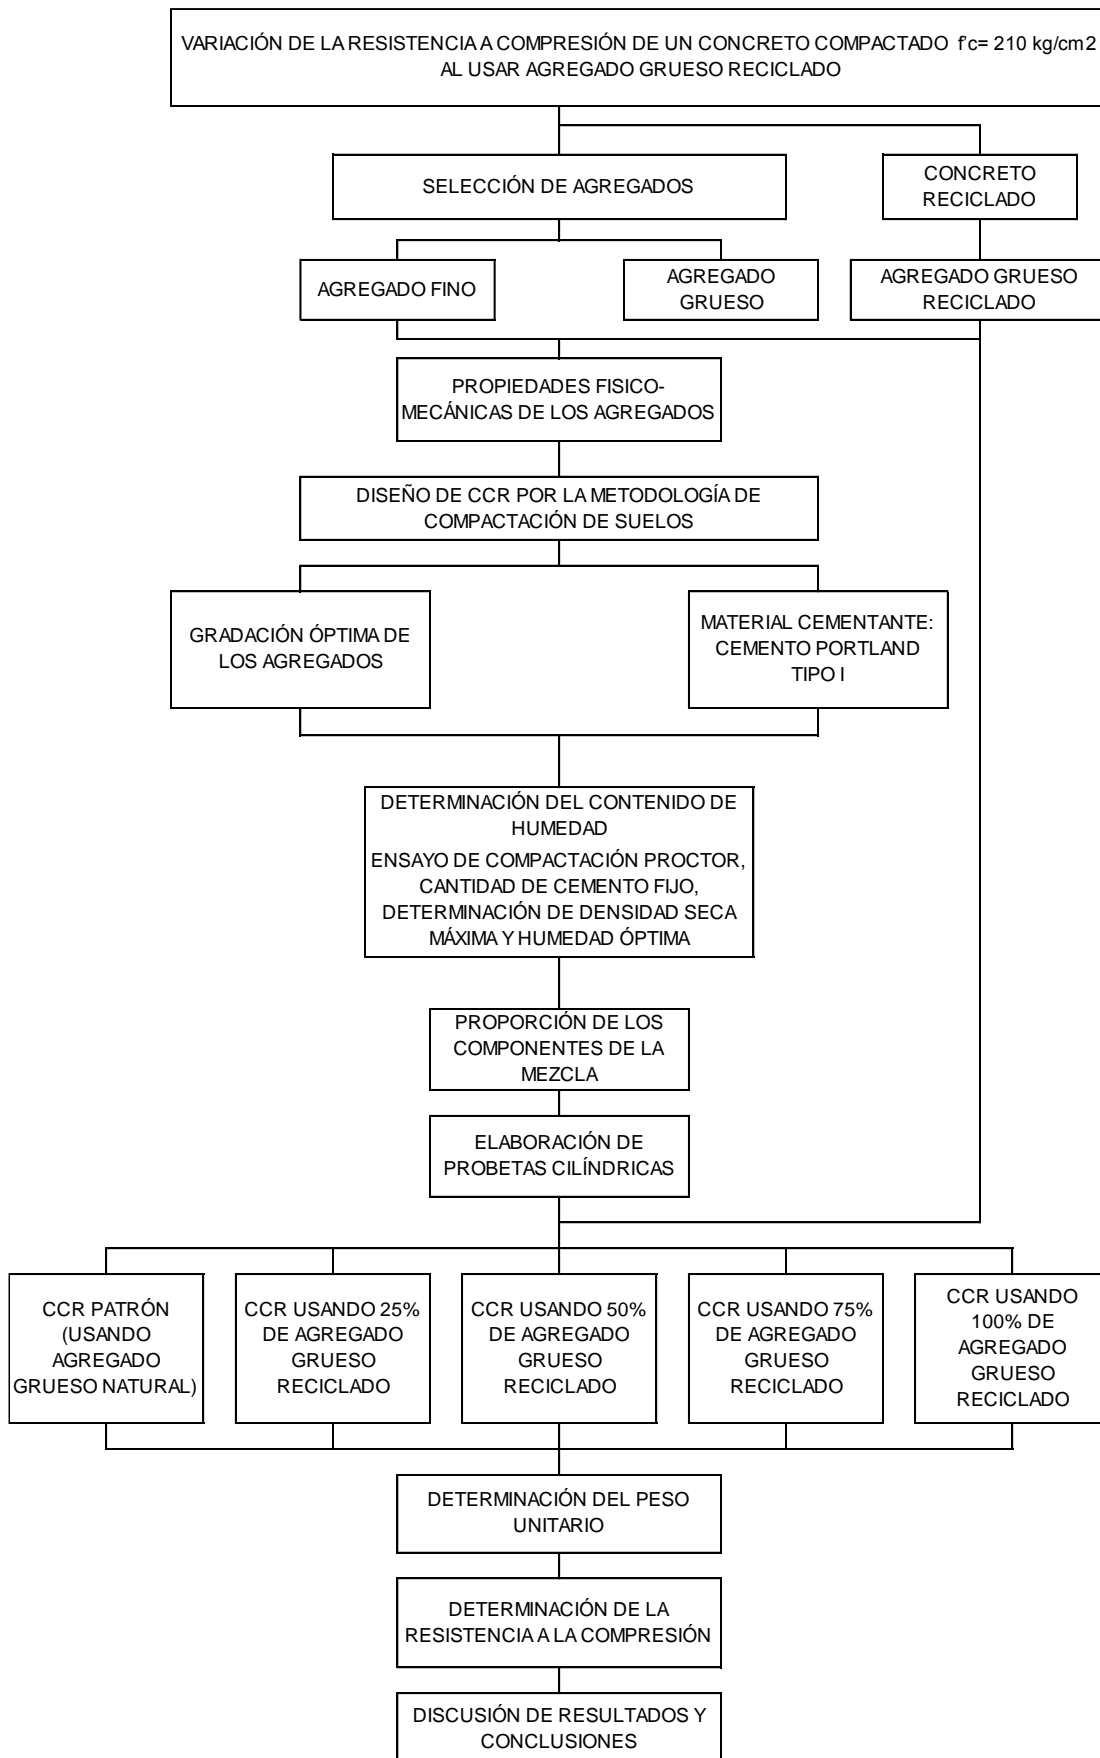 VARIACIÓN DE LA RESISTENCIA A COMPRESIÓN DE UN CONCRETO COMPACTADO f'c= 210 kg/cm2
AL USAR AGREGADO GRUESO RECICLADO
SELECCIÓN DE AGREGADOS
CONCRETO
RECICLADO
AGREGADO FINO
AGREGADO
GRUESO
AGREGADO GRUESO
RECICLADO
PROPIEDADES FISICO-
MECÁNICAS DE LOS AGREGADOS
DISEÑO DE CCR POR LA METODOLOGÍA DE
COMPACTACIÓN DE SUELOS
GRADACIÓN ÓPTIMA DE
LOS AGREGADOS
MATERIAL CEMENTANTE:
CEMENTO PORTLAND
TIPO I
DETERMINACIÓN DEL CONTENIDO DE
HUMEDAD
ENSAYO DE COMPACTACIÓN PROCTOR,
CANTIDAD DE CEMENTO FIJO,
DETERMINACIÓN DE DENSIDAD SECA
MÁXIMA Y HUMEDAD ÓPTIMA
PROPORCIÓN DE LOS
COMPONENTES DE LA
MEZCLA
ELABORACIÓN DE
PROBETAS CILÍNDRICAS
CCR PATRÓN
(USANDO
AGREGADO
GRUESO NATURAL)
CCR USANDO 25%
DE AGREGADO
GRUESO
RECICLADO
CCR USANDO 50%
DE AGREGADO
GRUESO
RECICLADO
CCR USANDO 75%
DE AGREGADO
GRUESO
RECICLADO
CCR USANDO
100% DE
AGREGADO
GRUESO
RECICLADO
DETERMINACIÓN DEL PESO
UNITARIO
DETERMINACIÓN DE LA
RESISTENCIA A LA COMPRESIÓN
DISCUSIÓN DE RESULTADOS Y
CONCLUSIONES